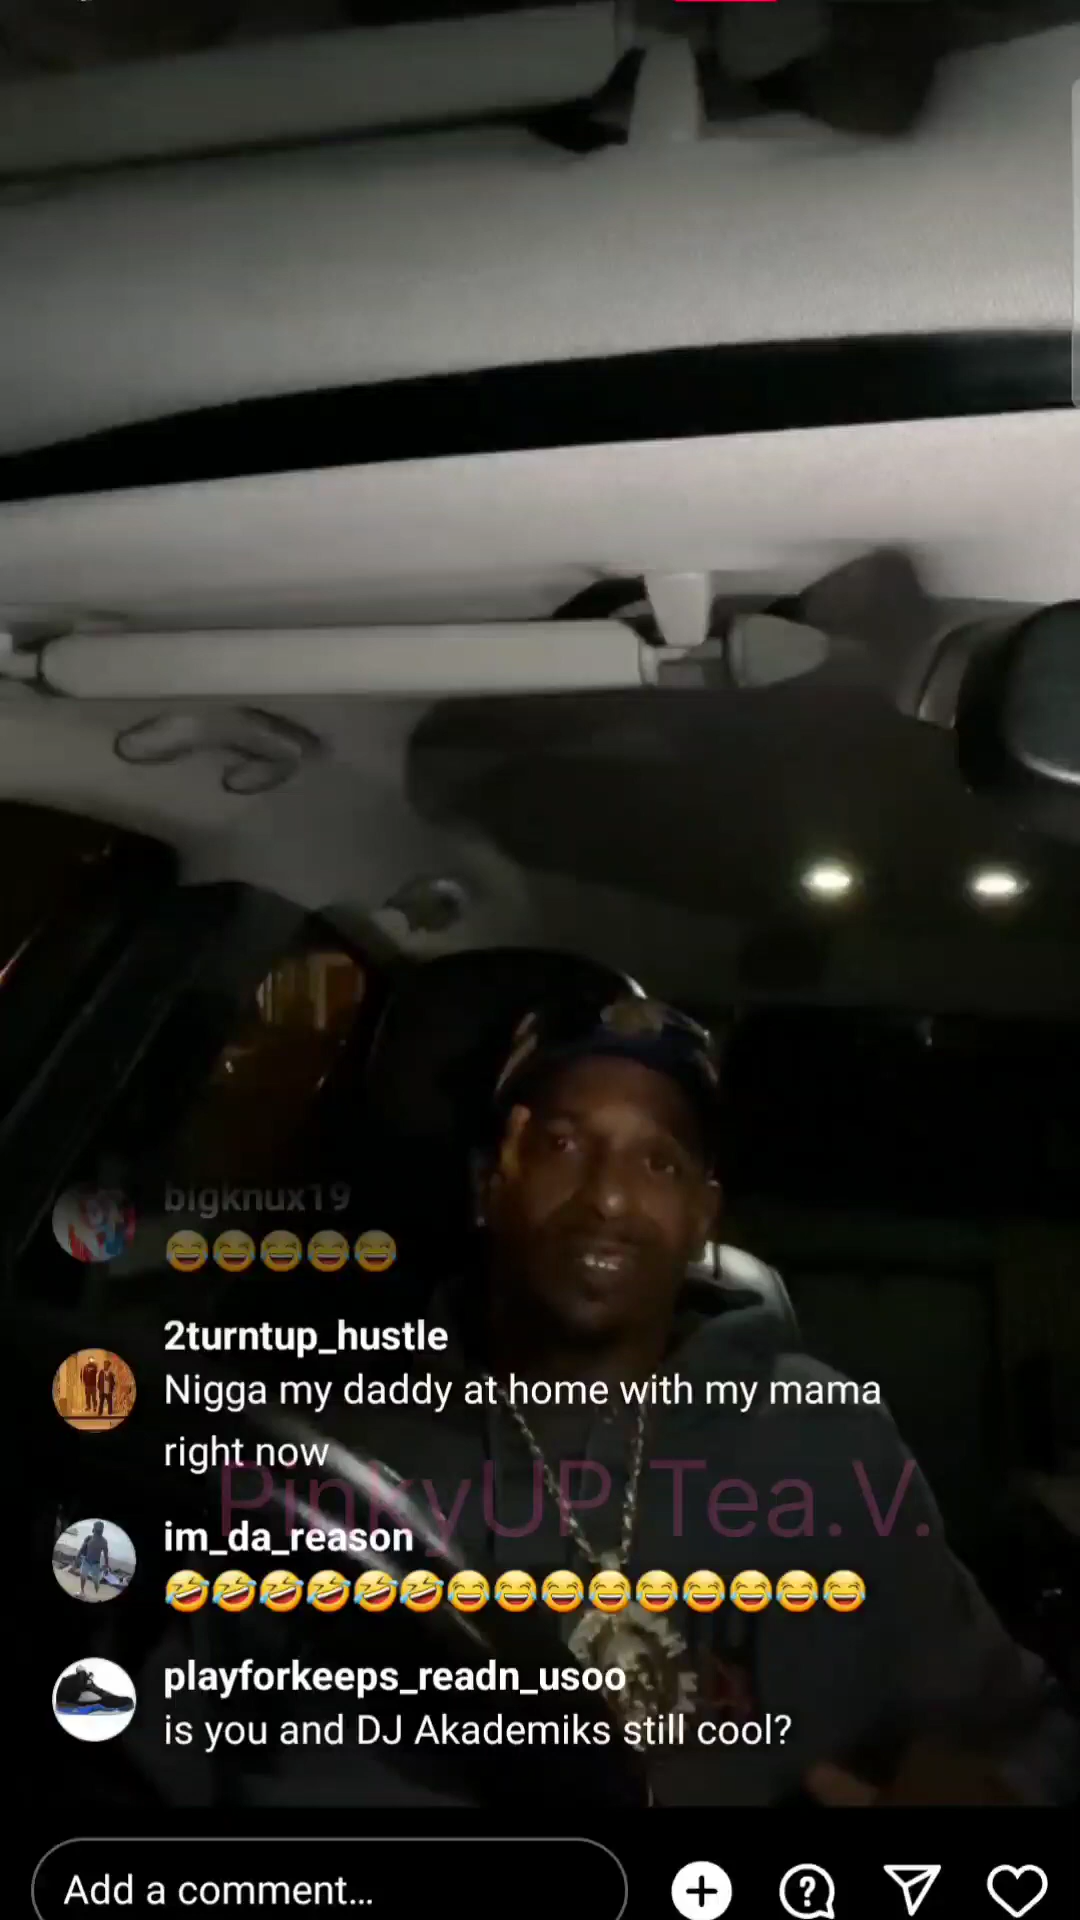 bigknux19
😂😂😂😂😂
2turntup_hustle
Nigga my daddy at home with my mama
right now
PinkyUP Tea.V.
im_da_reason
🤣🤣🤣🤣🤣🤣😂😂😂😂😂😂😂😂😂
playforkeeps_readn_usoo
is you and DJ Akademiks still cool?
Add a comment...